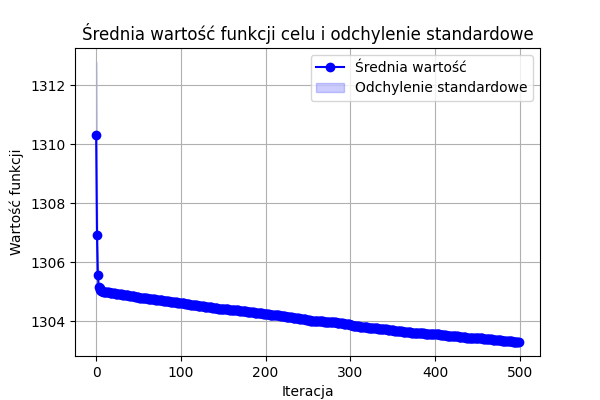 Średnia wartość funkcji celu i odchylenie standardowe
Średnia wartość
Odchylenie standardowe
Wartość funkcji
1312
1310
1308
1306
1304
0 100 200 300 400 500
Iteracja